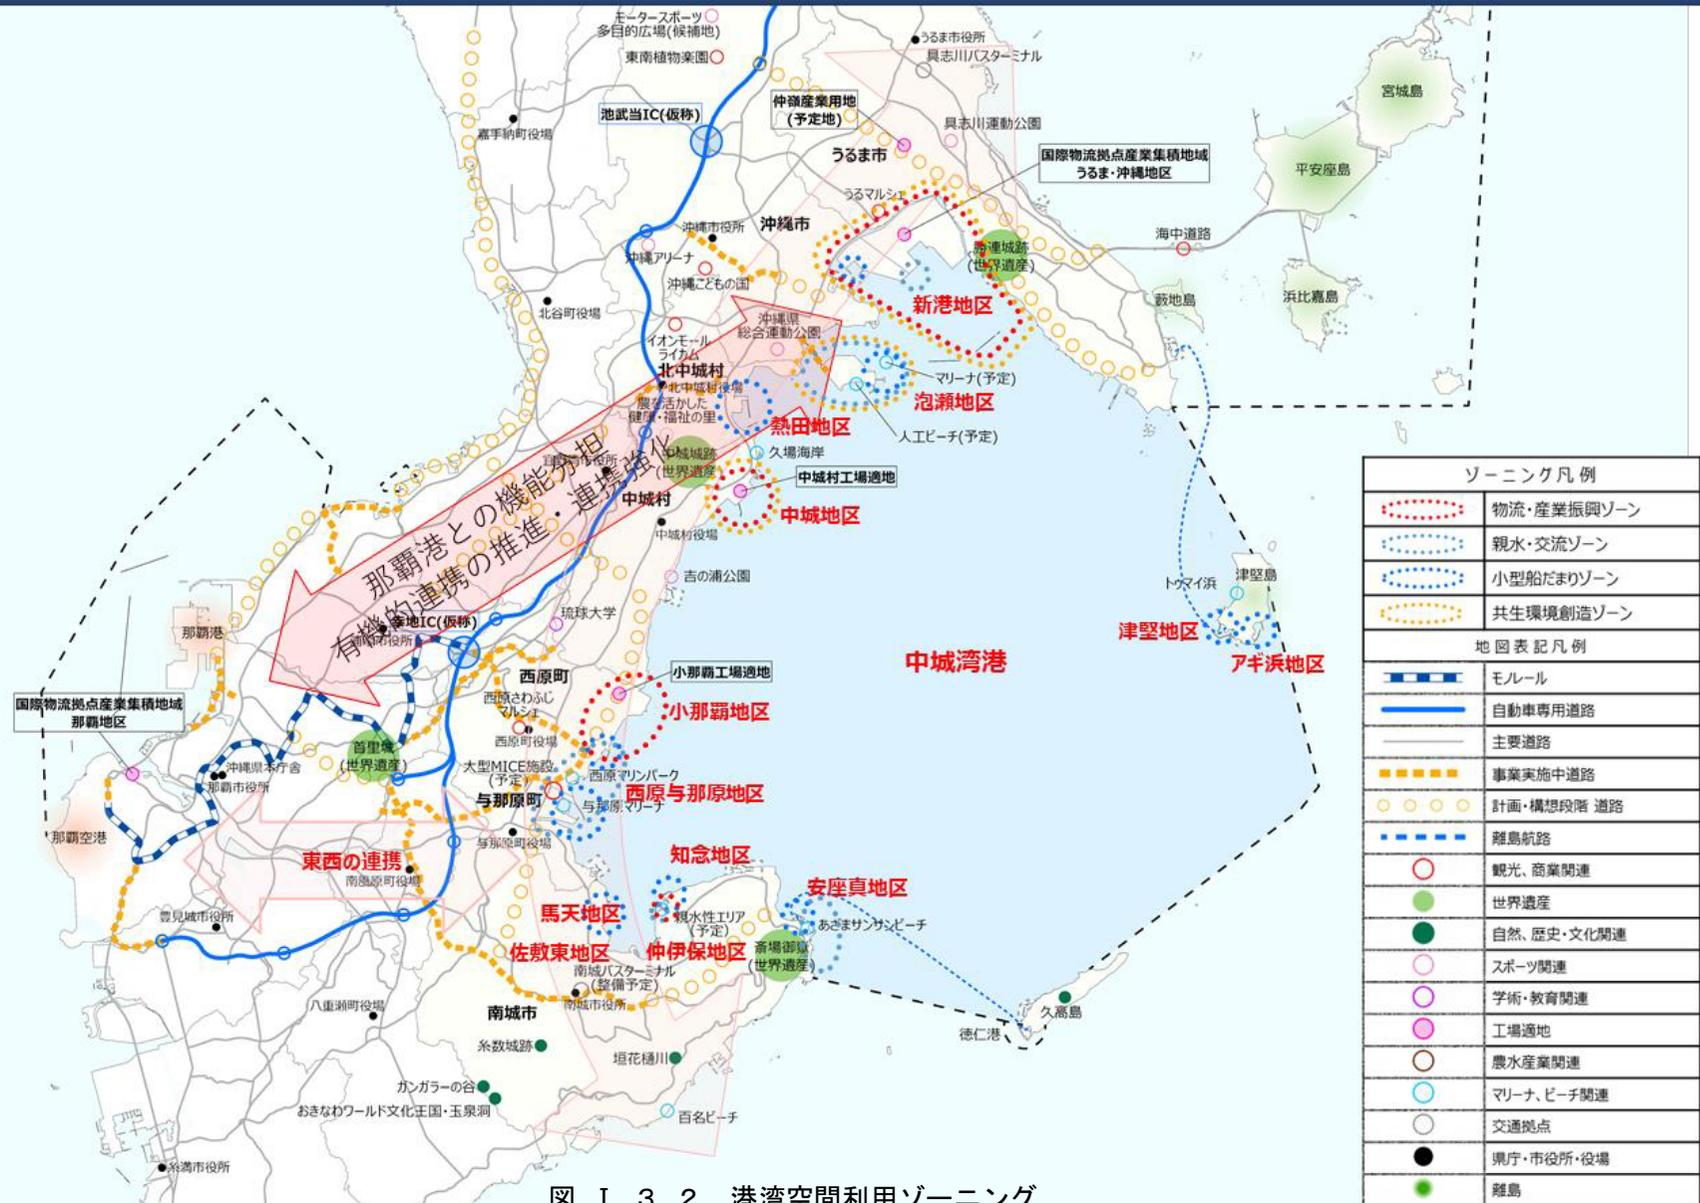 モータースポーツ
多目的広場(候補地)
東南植物楽園
うるま市役所
具志川バスターミナル
宮城島
池武当IC(仮称)
仲嶺産業用地
(予定地)
嘉手納町役場
具志川運動公園
うるま市
国際物流拠点産業集積地域
うるま・沖縄地区
平安座島
うるマルシェ
沖縄市役所
沖縄市
海中道路
勝連城跡
(世界遺産)
沖縄アリーナ
沖縄こどもの国
新港地区
藪地島
浜比嘉島
北谷町役場
沖縄県
総合運動公園
イオンモール
ライカム
北中城村
北中城村役場
マリーナ(予定)
泡瀬地区
農を活かした
健康・福祉の里
熱田地区
人工ビーチ(予定)
久場海岸
中城城跡
(世界遺産)
宜野湾市役所
中城村工場適地
中城村
中城地区
中城村役場
那覇港との機能分担
有機的連携の推進・連携強化
吉の浦公園
トゥマイ浜
津堅島
琉球大学
幸地IC(仮称)
浦添市役所
那覇港
津堅地区
アギ浜地区
中城湾港
西原町
小那覇工場適地
国際物流拠点産業集積地域
那覇地区
西原さわふじ
マルシェ
小那覇地区
西原町役場
首里城
(世界遺産)
沖縄県本庁舎
那覇市役所
大型MICE施設
(予定)
西原マリンパーク
西原与那原地区
与那原町
与那原マリーナ
那覇空港
与那原町役場
東西の連携
南風原町役場
知念地区
安座真地区
豊見城市役所
馬天地区
親水性エリア
(予定)
あざまサンサンビーチ
佐敷東地区
仲伊保地区
斎場御嶽
(世界遺産)
南城バスターミナル
(整備予定)
南城市役所
八重瀬町役場
南城市
久高島
徳仁港
糸数城跡
垣花樋川
ガンガラーの谷
おきなわワールド文化王国・玉泉洞
百名ビーチ
糸満市役所
ゾーニング凡例
物流・産業振興ゾーン
親水・交流ゾーン
小型船だまりゾーン
共生環境創造ゾーン
地図表記凡例
モノレール
自動車専用道路
主要道路
事業実施中道路
計画・構想段階 道路
離島航路
観光、商業関連
世界遺産
自然、歴史・文化関連
スポーツ関連
学術・教育関連
工場適地
農水産業関連
マリーナ、ビーチ関連
交通拠点
県庁・市役所・役場
離島
図 Ⅰ.3.2 港湾空間利用ゾーニング